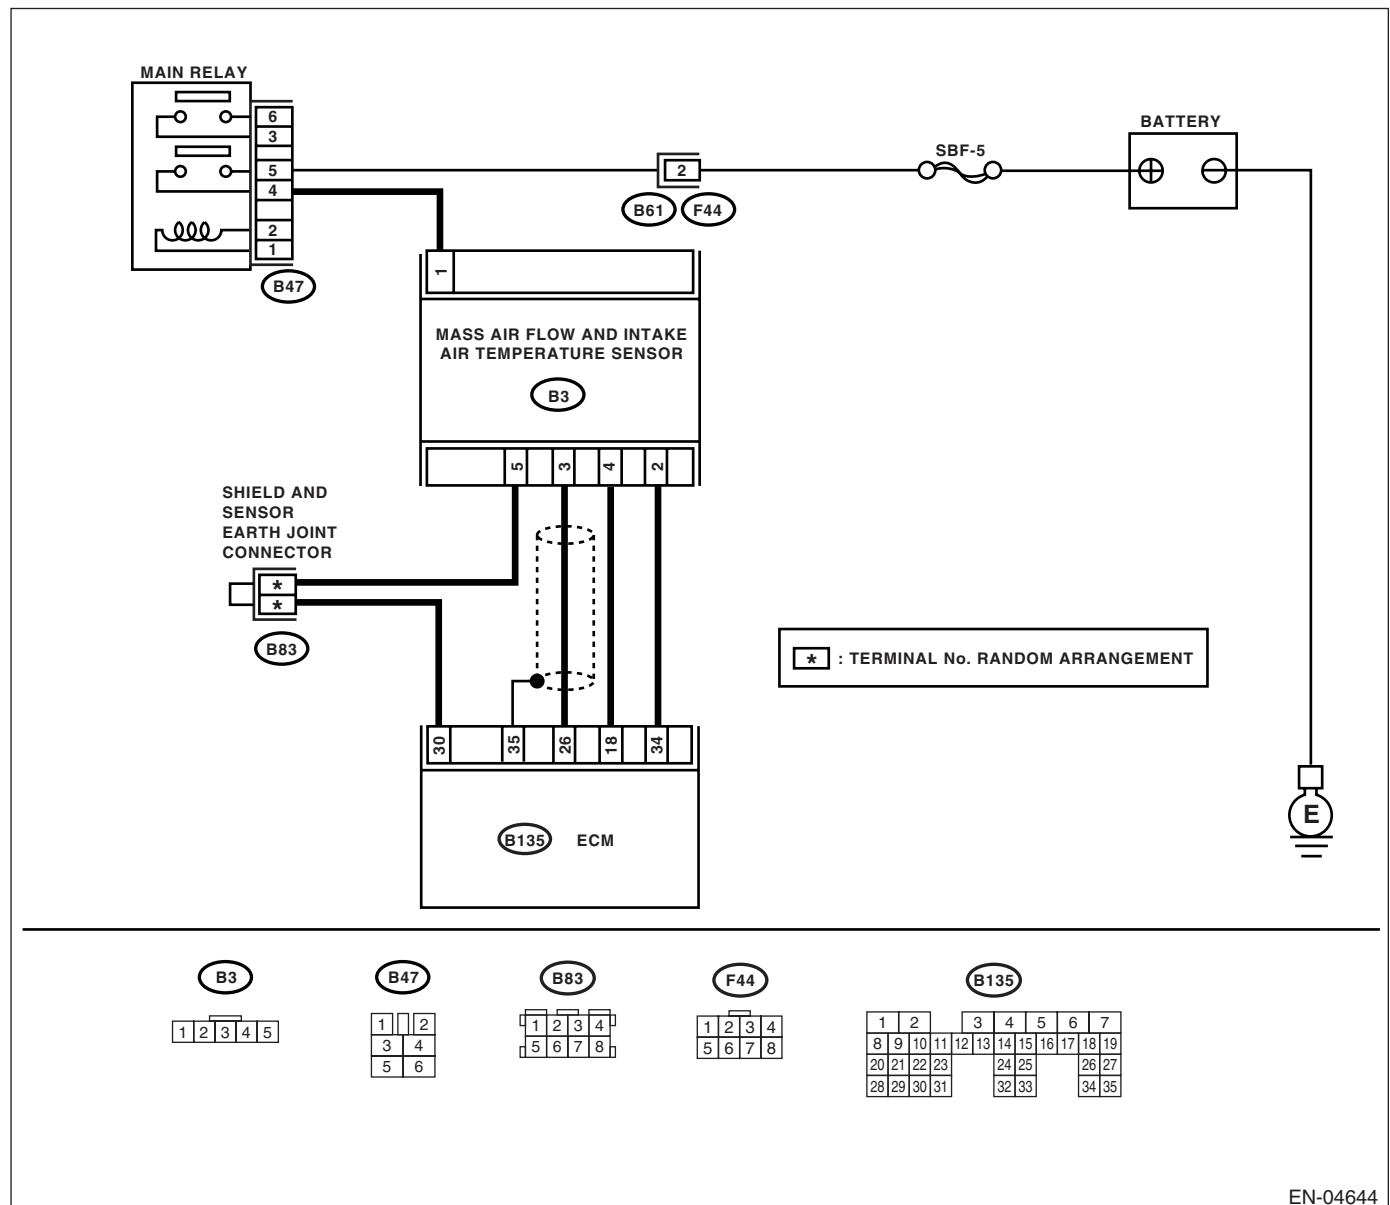 MAIN RELAY
6
3
5
4
2
1
B47
2
B61 F44
SBF-5
BATTERY
1
MASS AIR FLOW AND INTAKE
AIR TEMPERATURE SENSOR
B3
5 3 4 2
SHIELD AND
SENSOR
EARTH JOINT
CONNECTOR
*
*
B83
* : TERMINAL No. RANDOM ARRANGEMENT
30 35 26 18 34
B135 ECM
E
B3
1 2 3 4 5
B47
1 2
3 4
5 6
B83
1 2 3 4
5 6 7 8
F44
1 2 3 4
5 6 7 8
B135
1 2 3 4 5 6 7
8 9 10 11 12 13 14 15 16 17 18 19
20 21 22 23 24 25 26 27
28 29 30 31 32 33 34 35
EN-04644